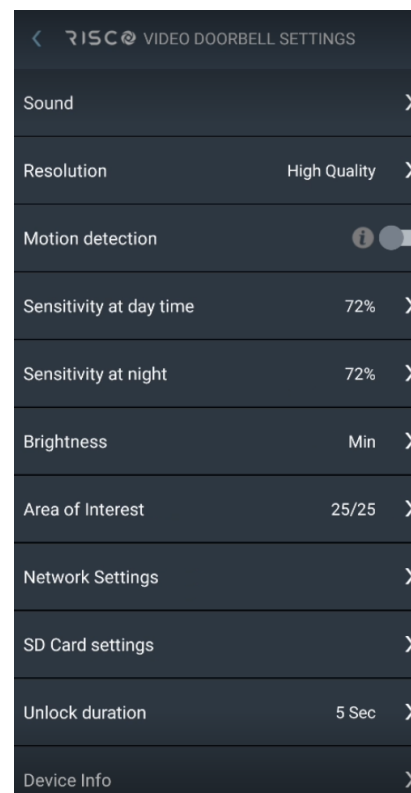 RISCO VIDEO DOORBELL SETTINGS
Sound
Resolution High Quality
Motion detection i
Sensitivity at day time 72%
Sensitivity at night 72%
Brightness Min
Area of Interest 25/25
Network Settings
SD Card settings
Unlock duration 5 Sec
Device Info